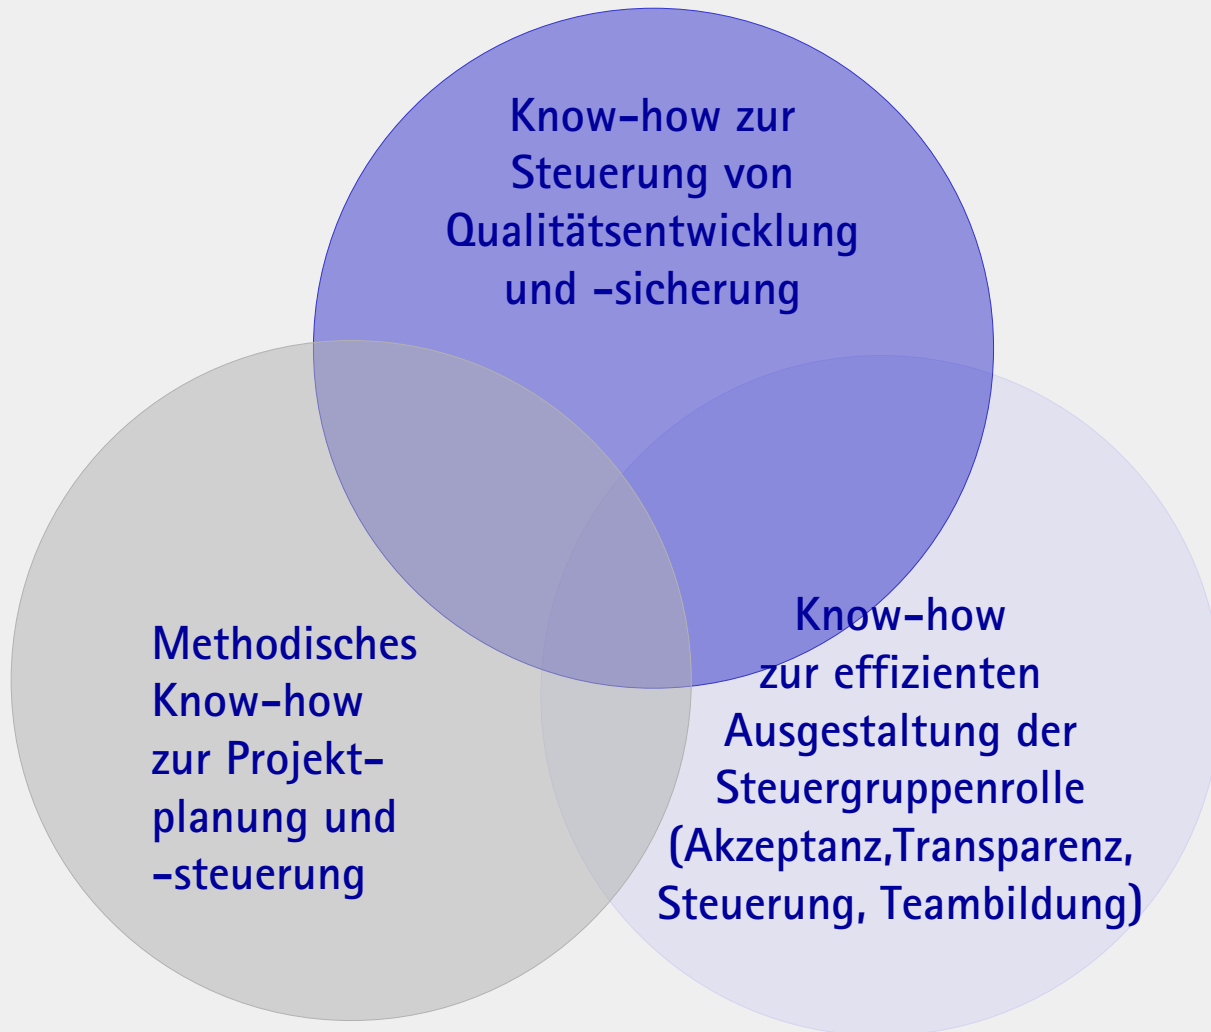 Know-how zur
Steuerung von
Qualitätsentwicklung
und -sicherung
Methodisches
Know-how
zur Projekt-
planung und
-steuerung
Know-how
zur effizienten
Ausgestaltung der
Steuergruppenrolle
(Akzeptanz,Transparenz,
Steuerung, Teambildung)